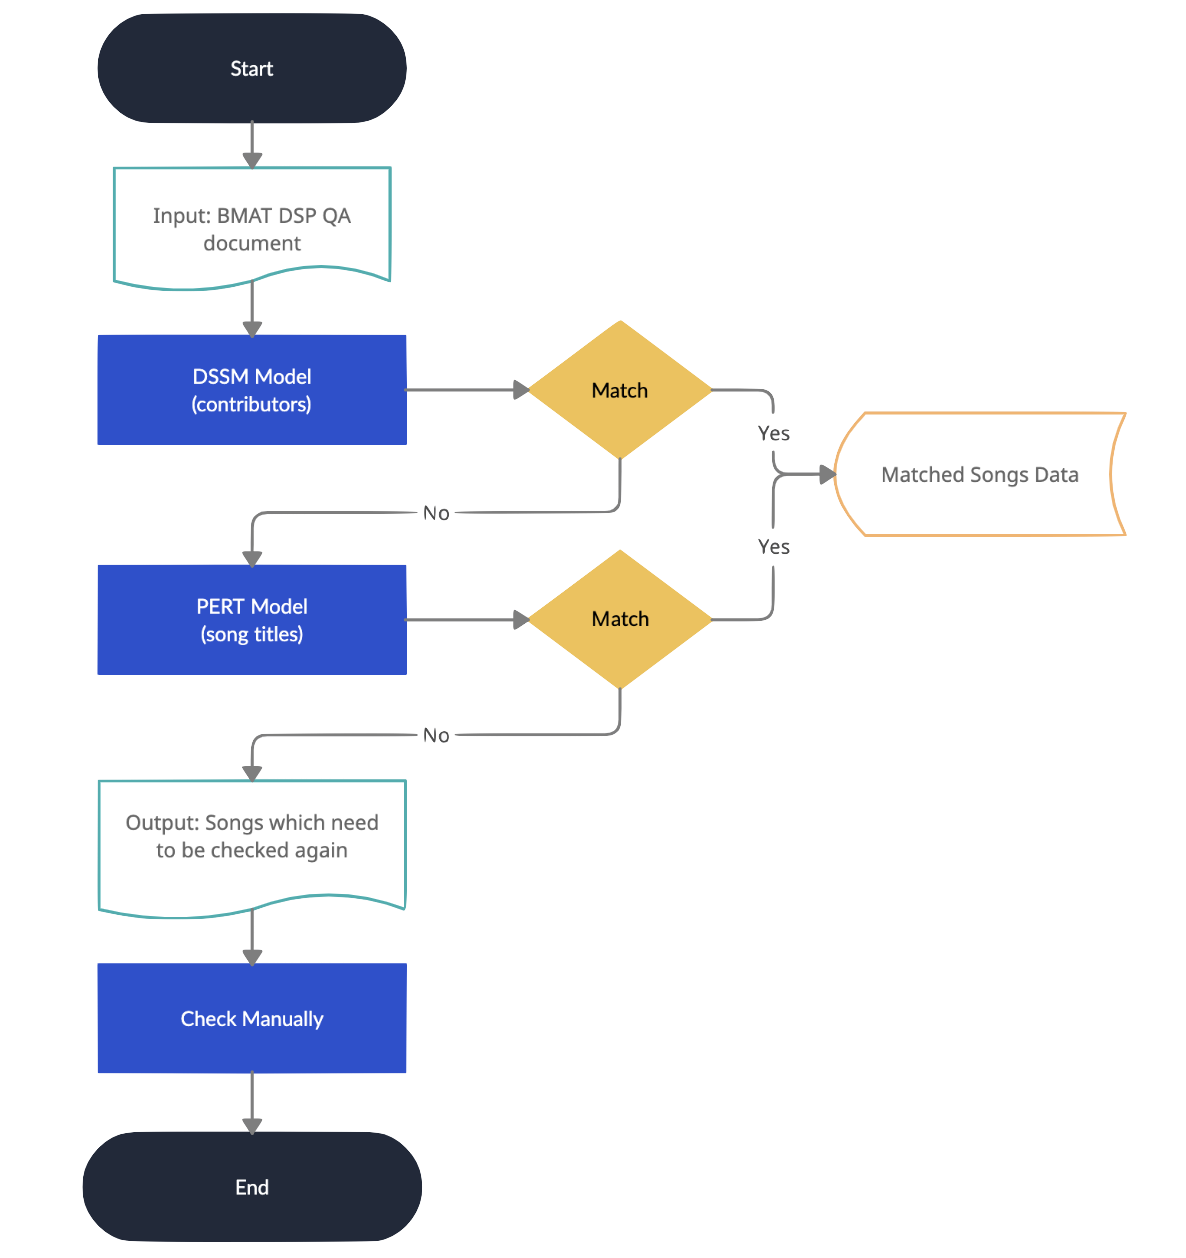 Start
Input: BMAT DSP QA
document
DSSM Model
(contributors)
Match
Yes
Matched Songs Data
No
PERT Model
(song titles)
Match
Yes
No
Output: Songs which need
to be checked again
Check Manually
End